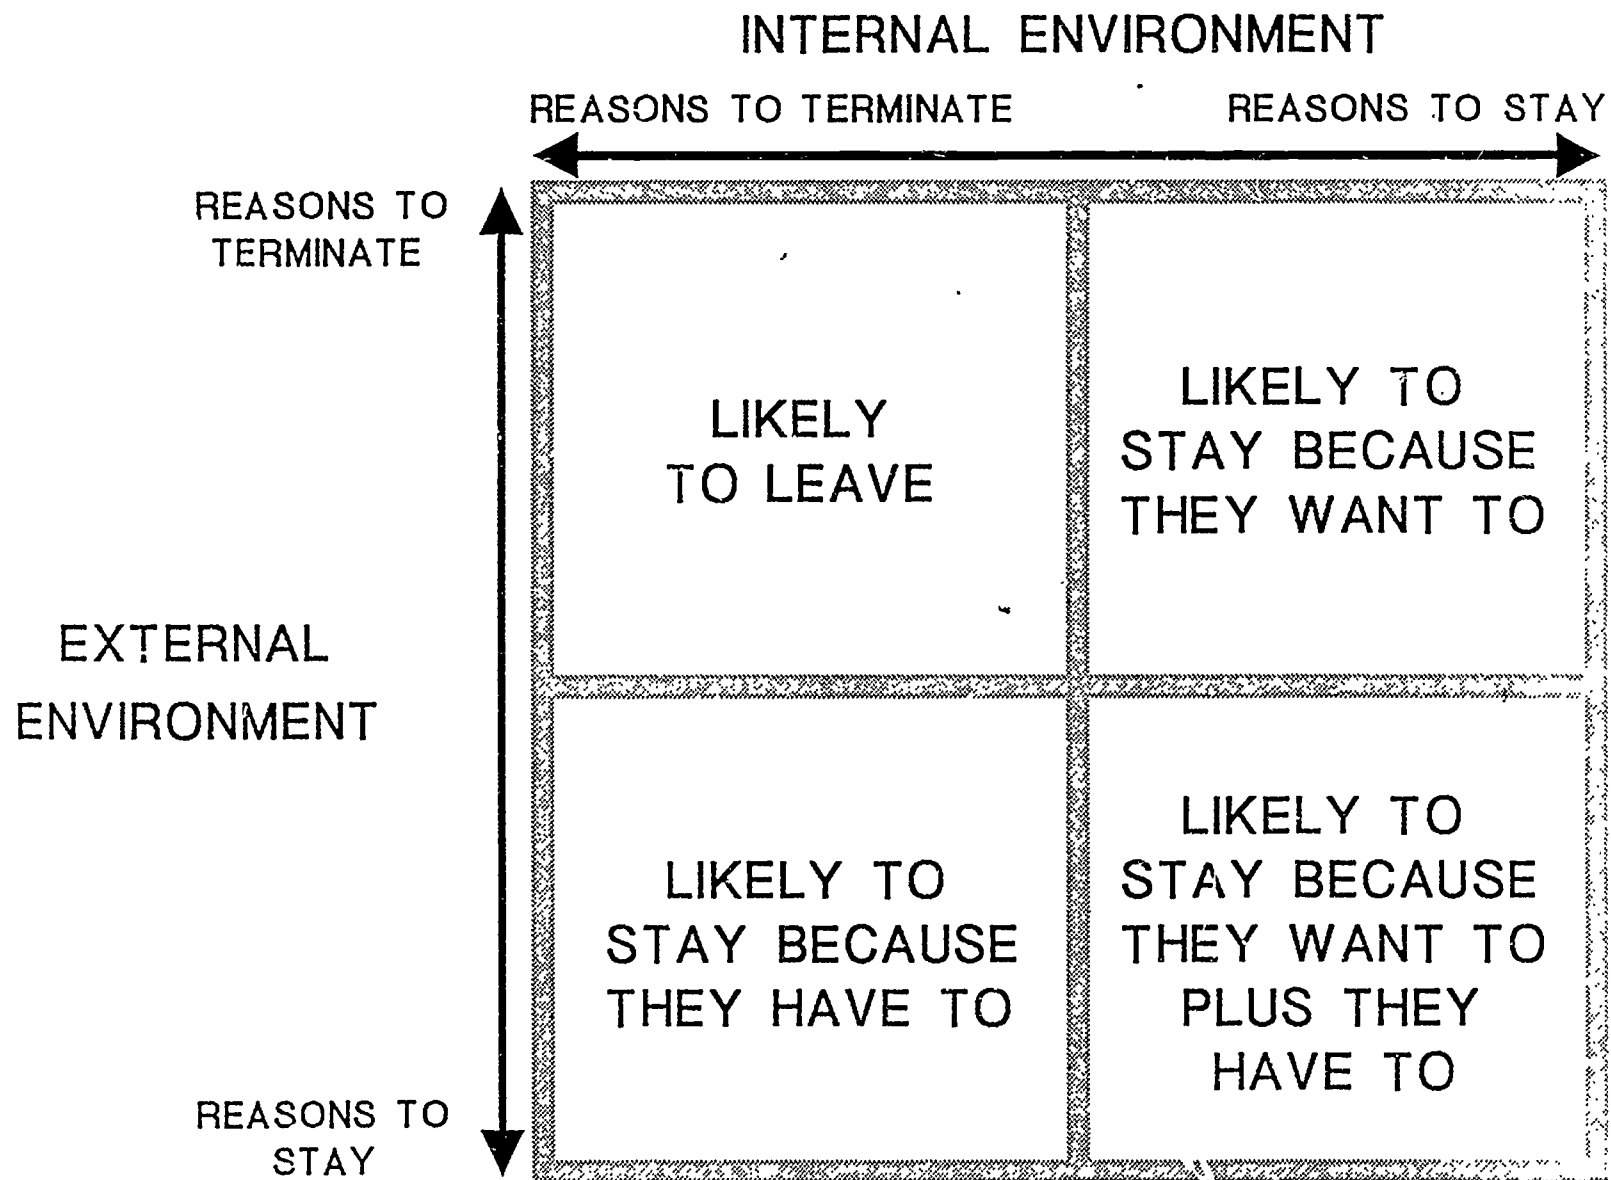 INTERNAL ENVIRONMENT
REASONS TO TERMINATE
REASONS TO STAY
REASONS TO
TERMINATE
LIKELY
TO LEAVE
LIKELY TO
STAY BECAUSE
THEY WANT TO
EXTERNAL
ENVIRONMENT
LIKELY TO
STAY BECAUSE
THEY HAVE TO
LIKELY TO
STAY BECAUSE
THEY WANT TO
PLUS THEY
HAVE TO
REASONS TO
STAY